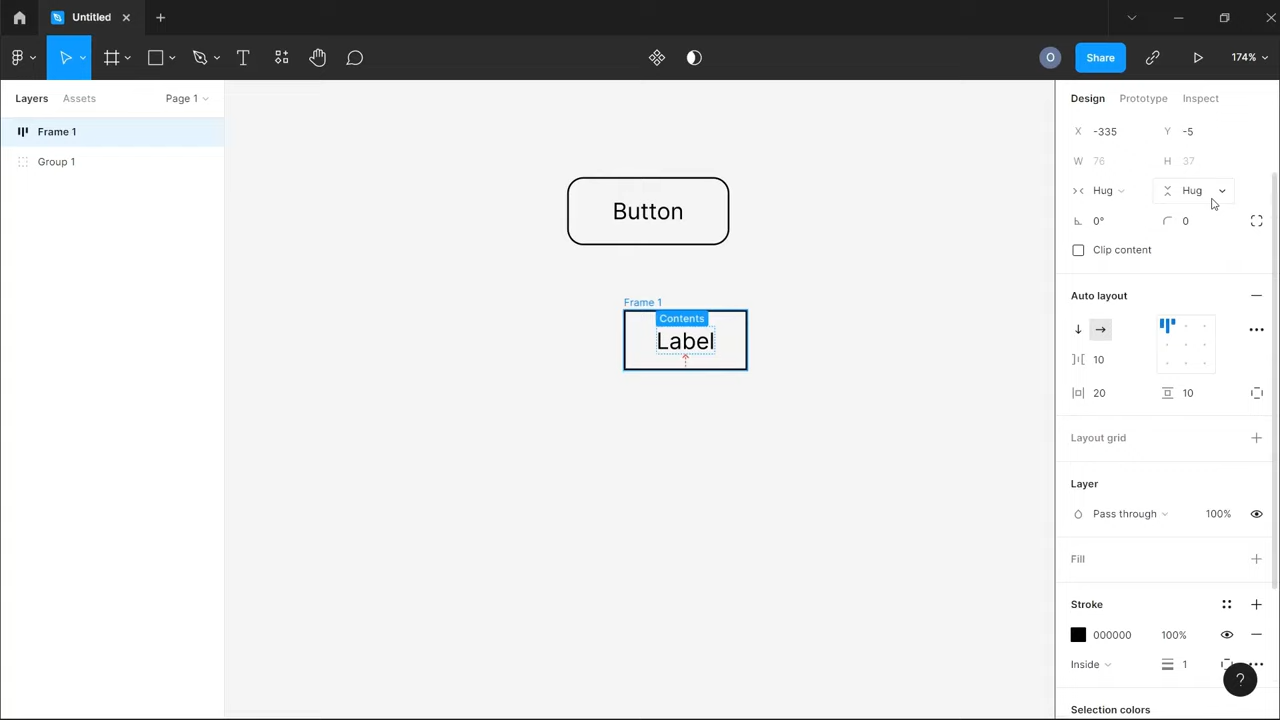 Untitled
Share
174%
Layers Assets Page 1
Frame 1
Group 1
Button
Frame 1
Contents
Label
Design Prototype Inspect
X -335 Y -5
W 76 H 37
Hug Hug
0° 0
Clip content
Auto layout
10
20 10
Layout grid
Layer
Pass through 100%
Fill
Stroke
000000 100%
Inside 1
?
Selection colors
O